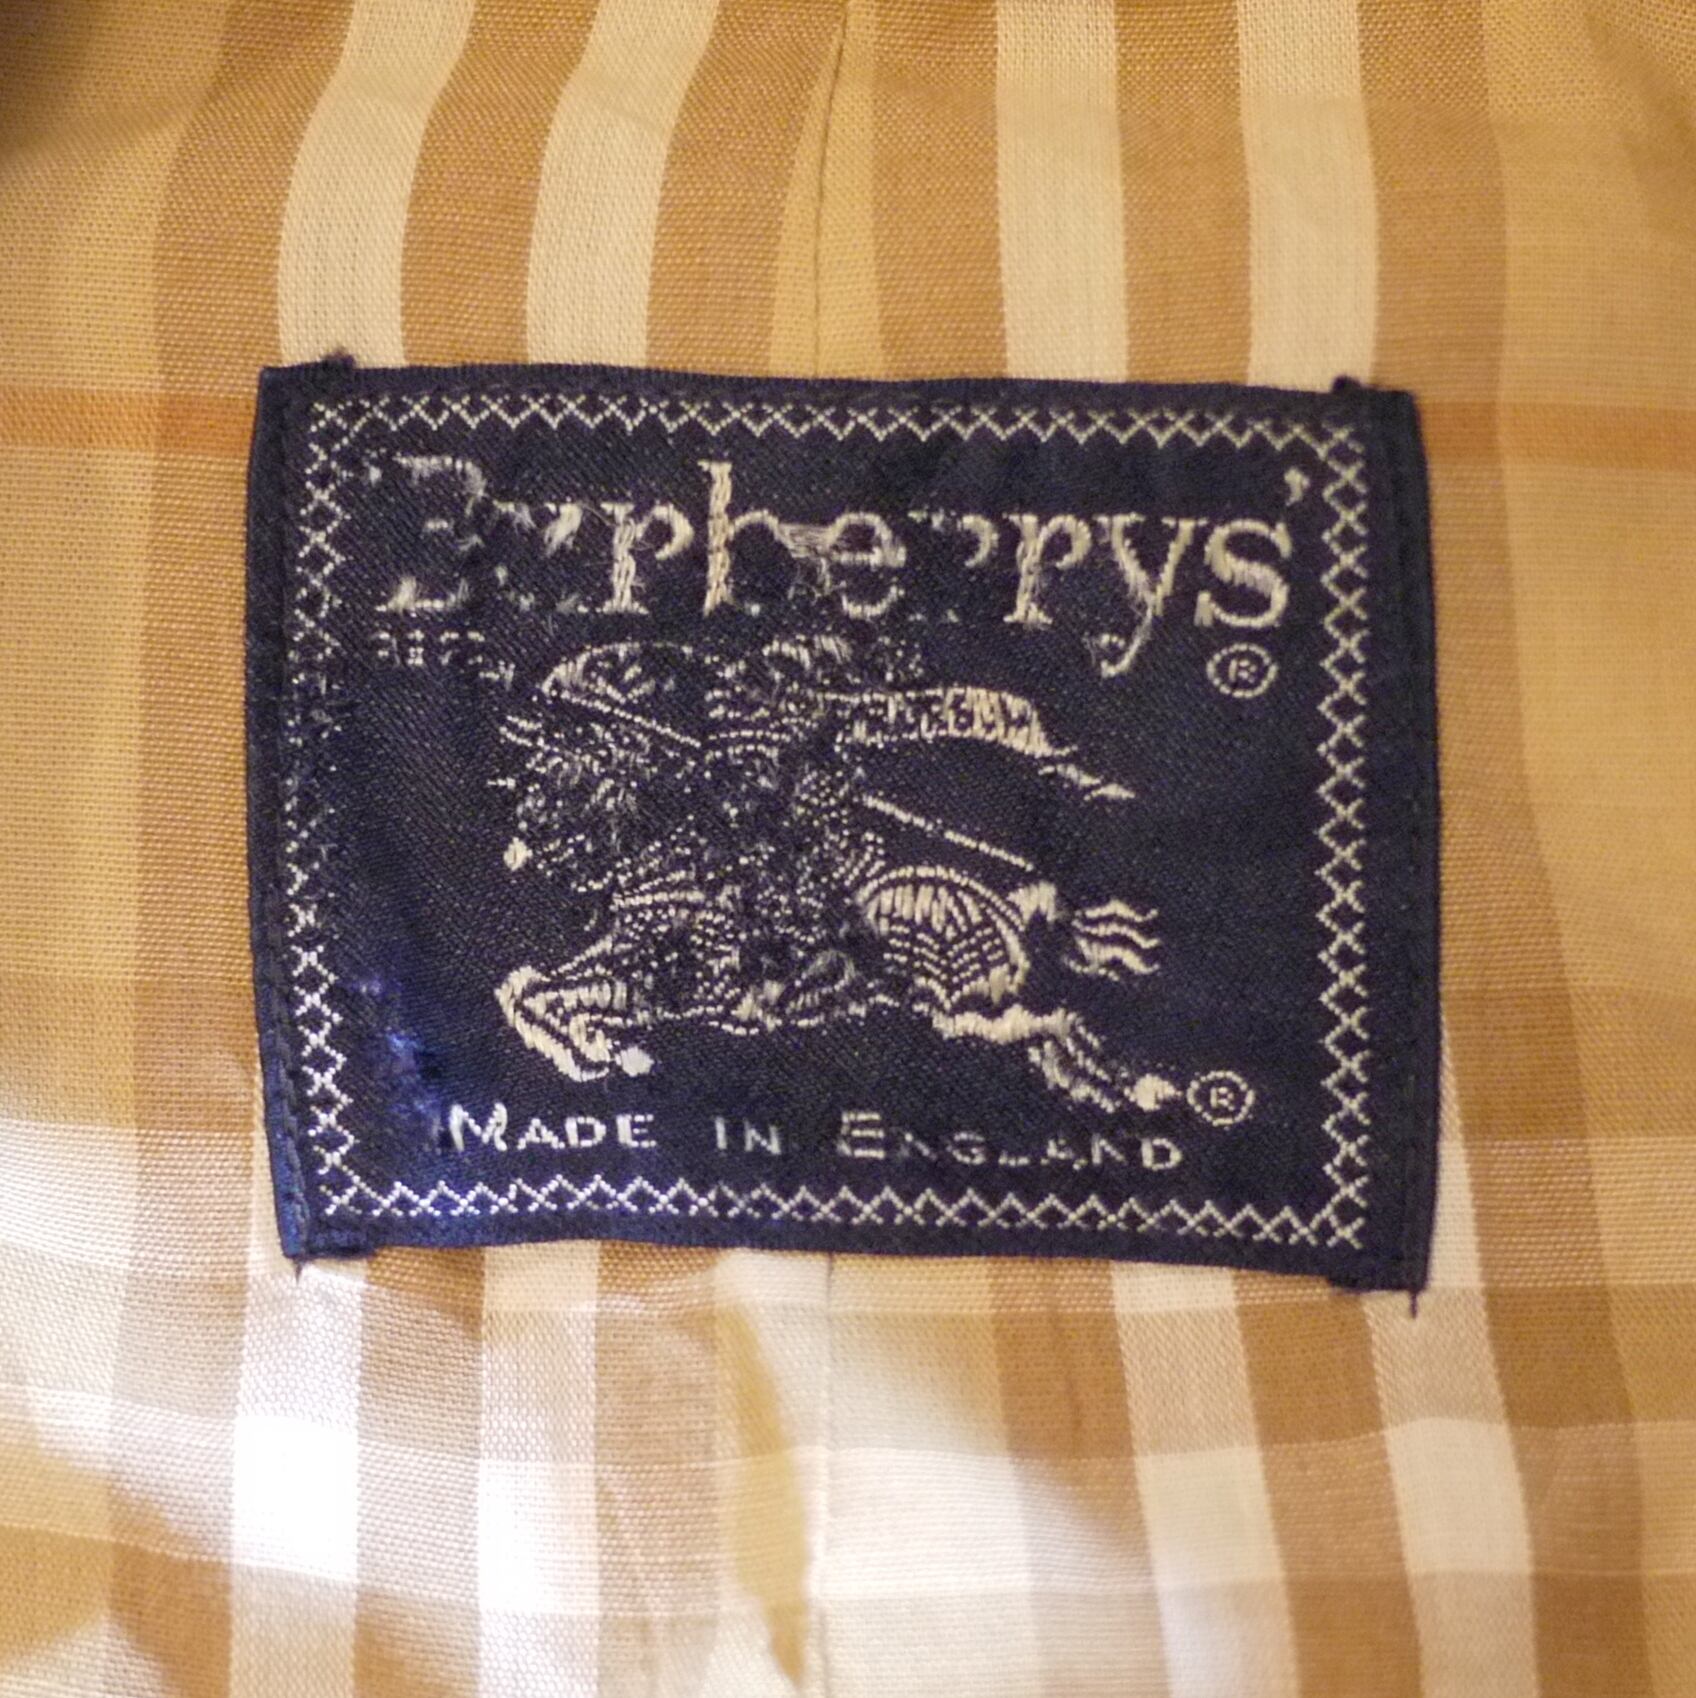 Burberrys'
®
®
MADE IN ENGLAND